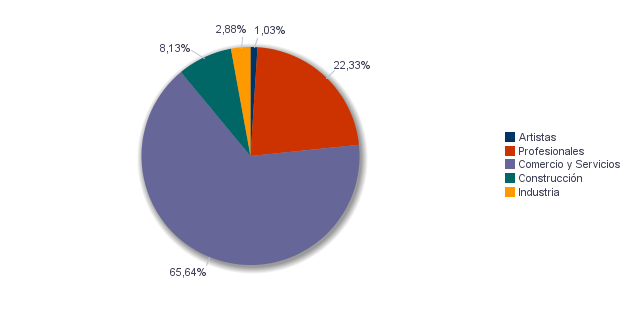 2,88%
1,03%
8,13%
22,33%
65,64%
Artistas
Profesionales
Comercio y Servicios
Construcción
Industria